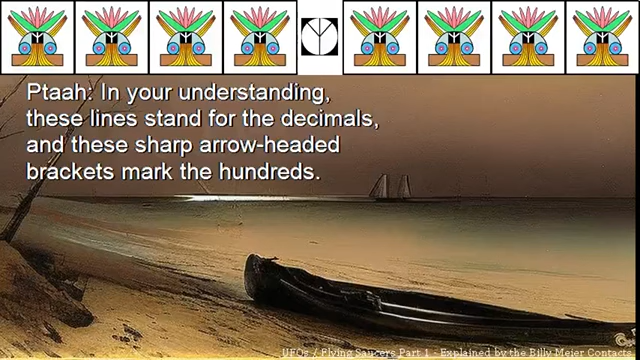 Ptaah: In your understanding,
these lines stand for the decimals,
and these sharp arrow-headed
brackets mark the hundreds.
UFOs / Flying Saucers Part 1 - Explained by the Billy Meier Contacts